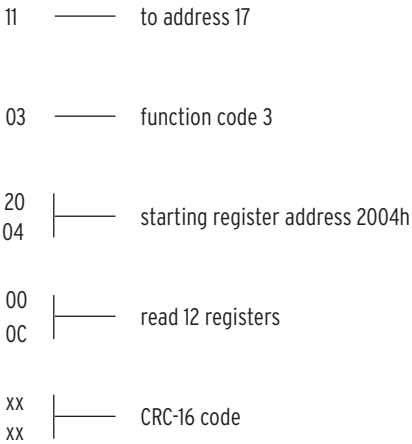 11 to address 17
03 function code 3
20
04
starting register address 2004h
00
0C
read 12 registers
xx
xx
CRC-16 code